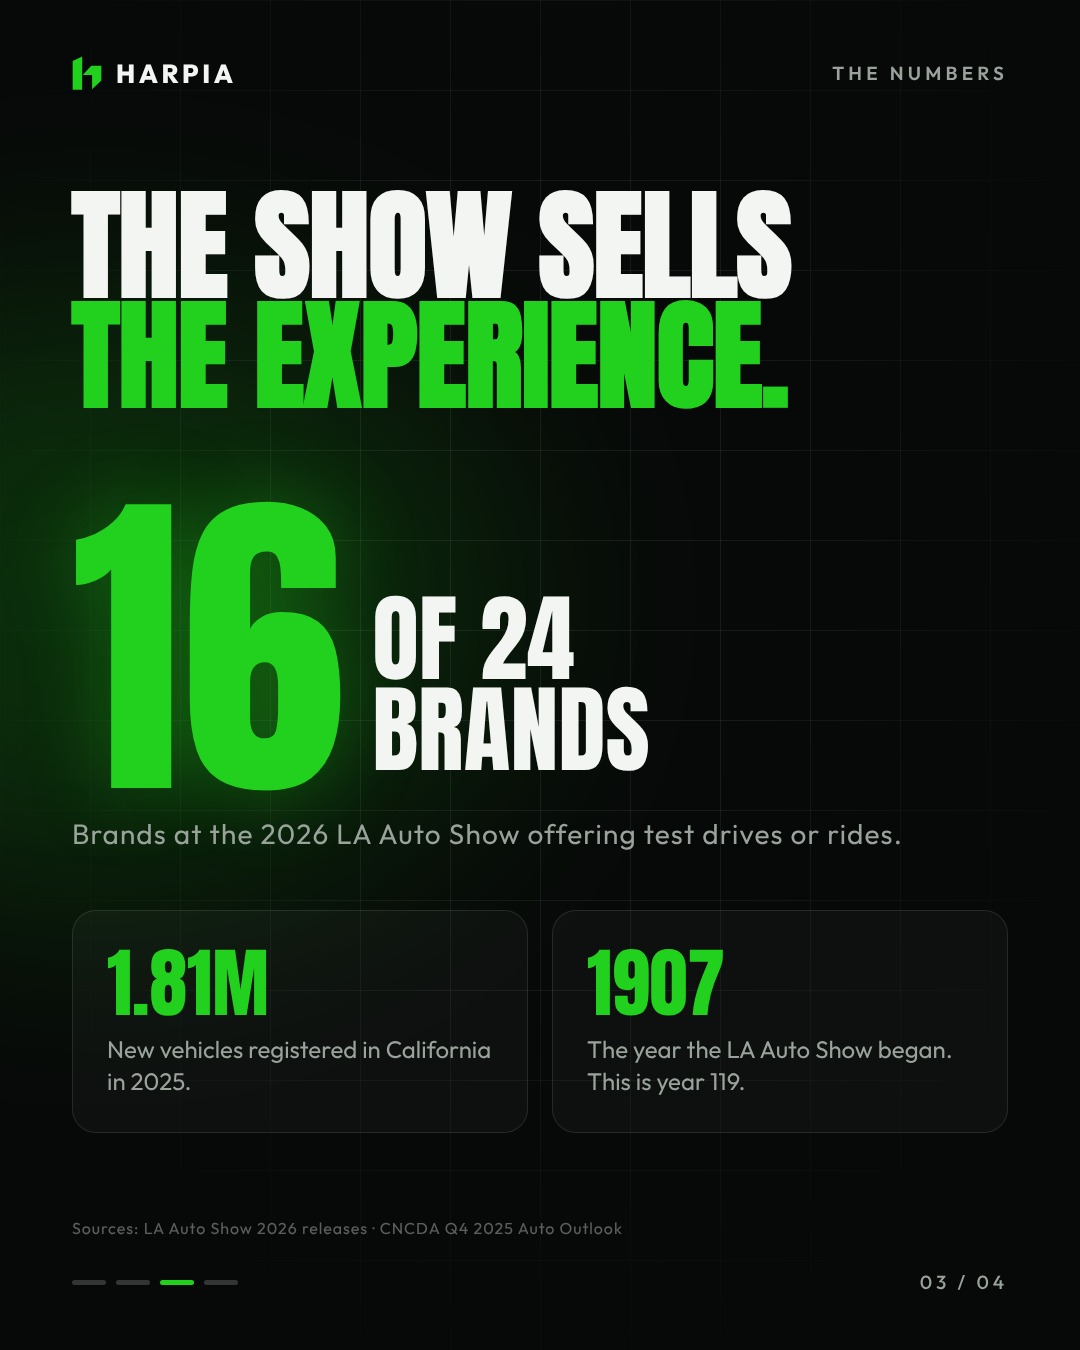 HARPIA
THE NUMBERS
THE SHOW SELLS
THE EXPERIENCE.
16
OF 24
BRANDS
Brands at the 2026 LA Auto Show offering test drives or rides.
1.81M
New vehicles registered in California
in 2025.
1907
The year the LA Auto Show began.
This is year 119.
Sources: LA Auto Show 2026 releases · CNCDA Q4 2025 Auto Outlook
03 / 04